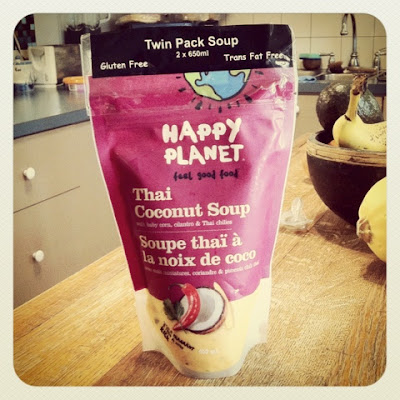 Twin Pack Soup
2 x 650ml
Gluten Free
Trans Fat Free
HAPPY
PLANET
feel good food
Thai
Coconut Soup
with baby corn, cilantro & Thai chilies
Soupe thaï à
la noix de coco